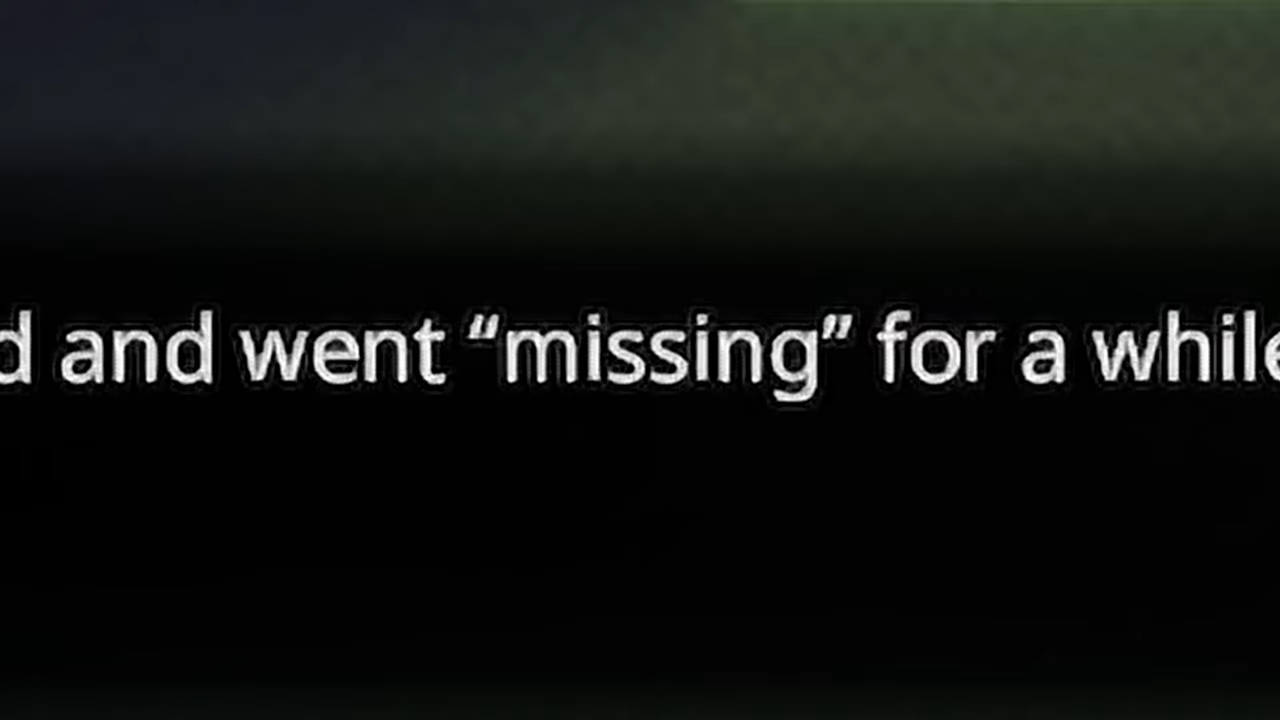 d and went “missing” for a while